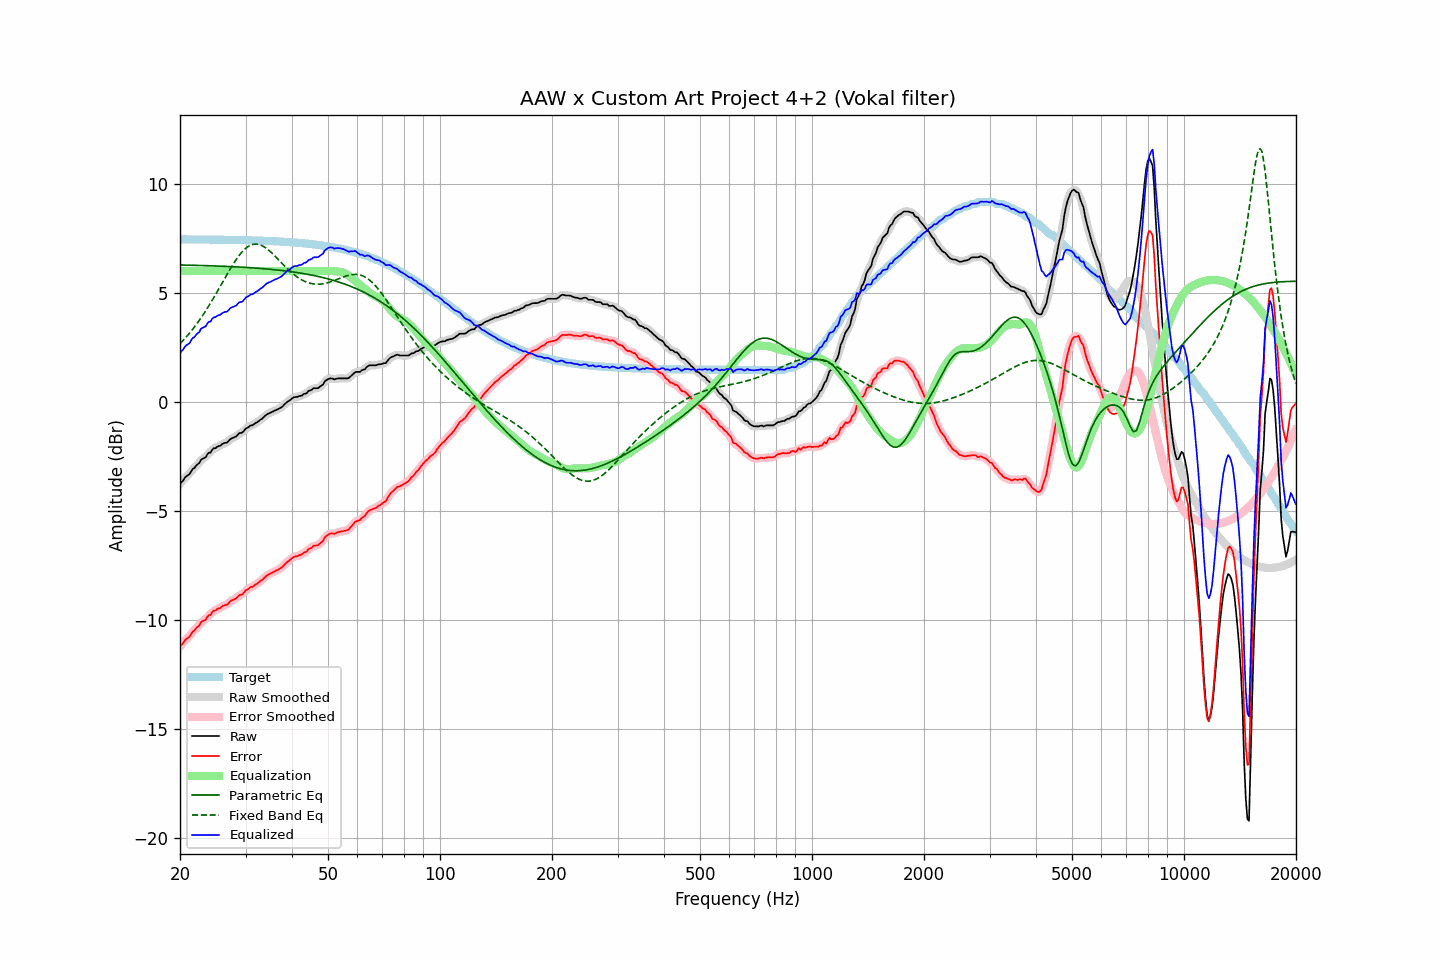 AAW x Custom Art Project 4+2 (Vokal filter)
Amplitude (dBr)
10
5
0
−5
−10
−15
−20
Target
Raw Smoothed
Error Smoothed
Raw
Error
Equalization
Parametric Eq
Fixed Band Eq
Equalized
20 50 100 200 500 1000 2000 5000 10000 20000
Frequency (Hz)